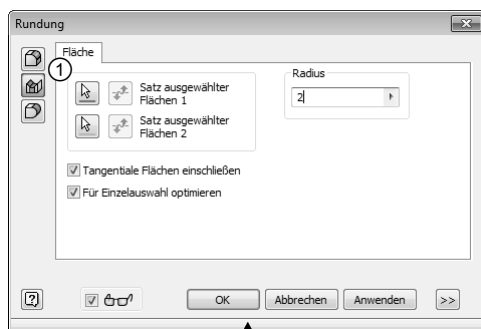 Rundung
Fläche
1
Radius
Satz ausgewählter
Flächen 1
2
Satz ausgewählter
Flächen 2
Tangentiale Flächen einschließen
Für Einzelauswahl optimieren
?
OK
Abbrechen
Anwenden
>>